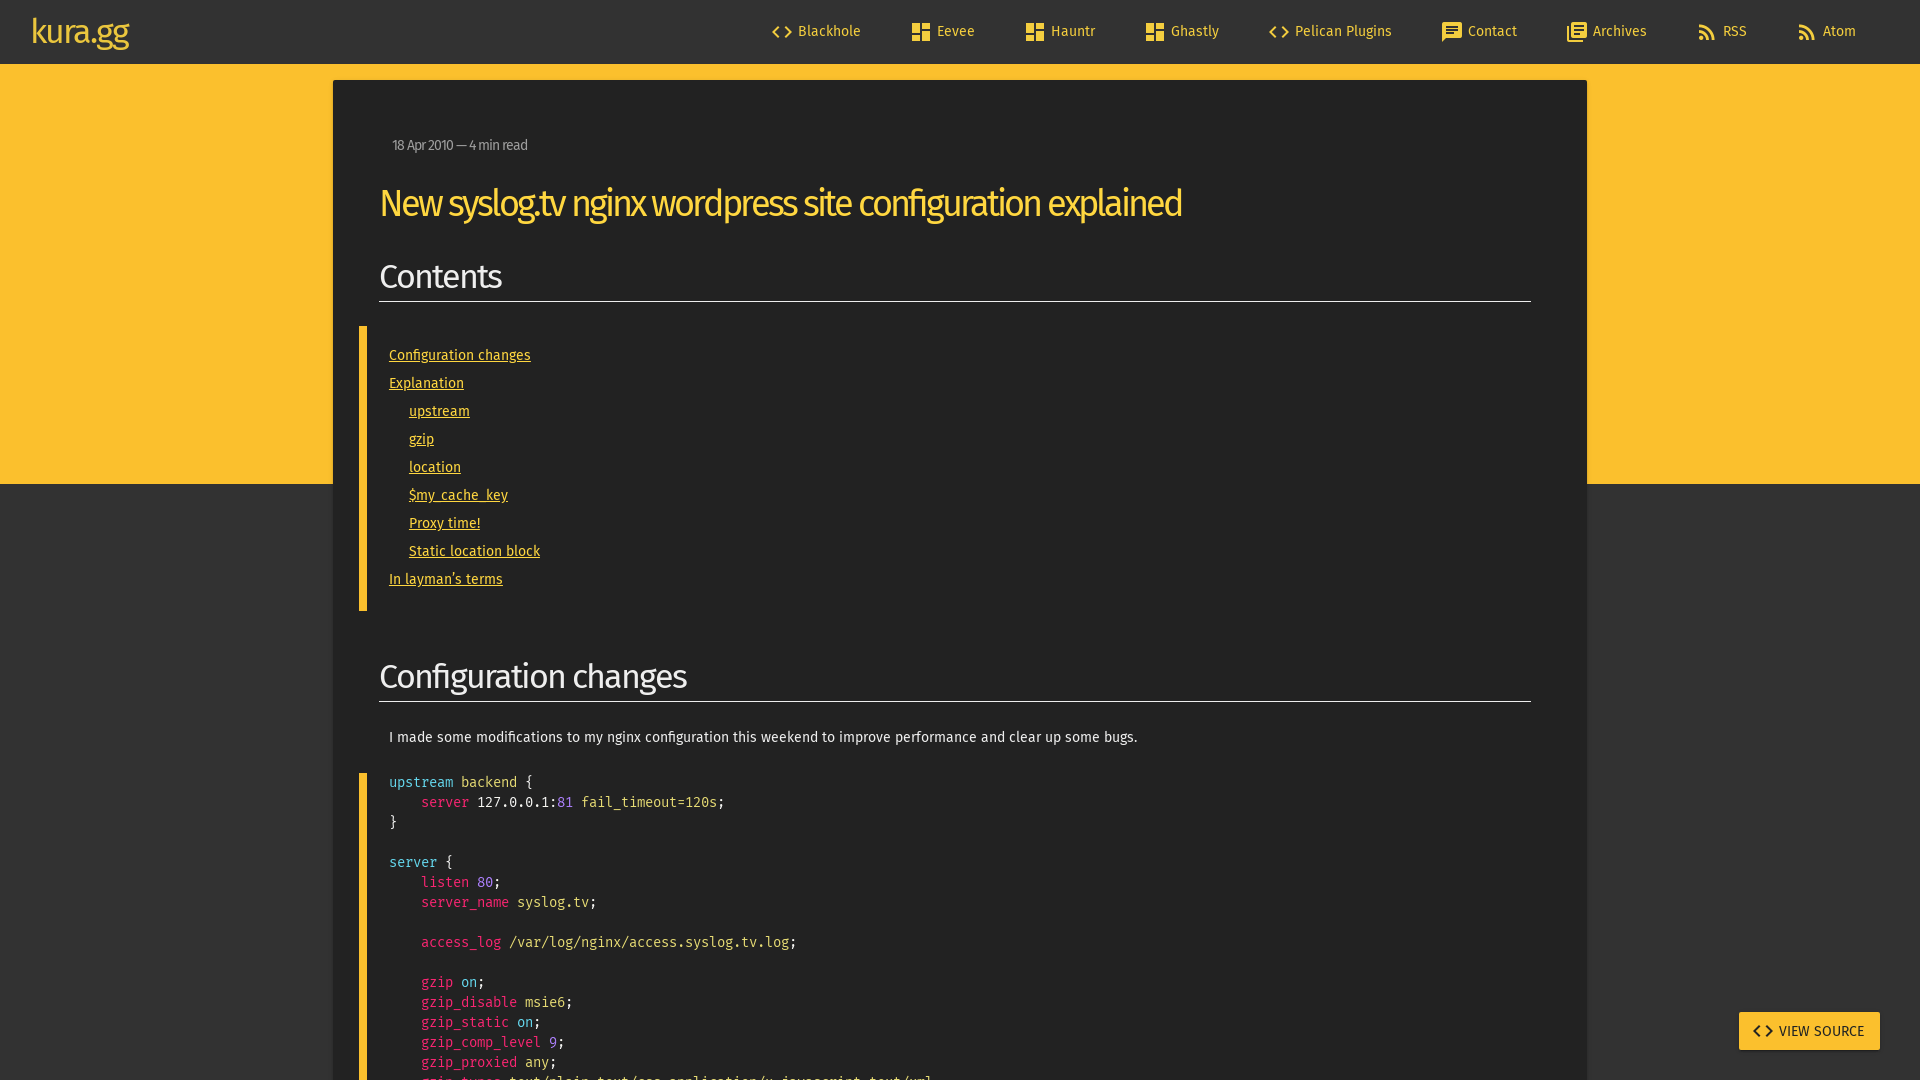 kura.gg
Blackhole
Eevee
Hauntr
Ghastly
Pelican Plugins
Contact
Archives
RSS
Atom
18 Apr 2010 — 4 min read
New syslog.tv nginx wordpress site configuration explained
Contents
Configuration changes
Explanation
upstream
gzip
location
$my_cache_key
Proxy time!
Static location block
In layman’s terms
Configuration changes
I made some modifications to my nginx configuration this weekend to improve performance and clear up some bugs.
upstream backend {
    server 127.0.0.1:81 fail_timeout=120s;
}
server {
    listen 80;
    server_name syslog.tv;
    access_log /var/log/nginx/access.syslog.tv.log;
    gzip on;
    gzip_disable msie6;
    gzip_static on;
    gzip_comp_level 9;
    gzip_proxied any;
VIEW SOURCE